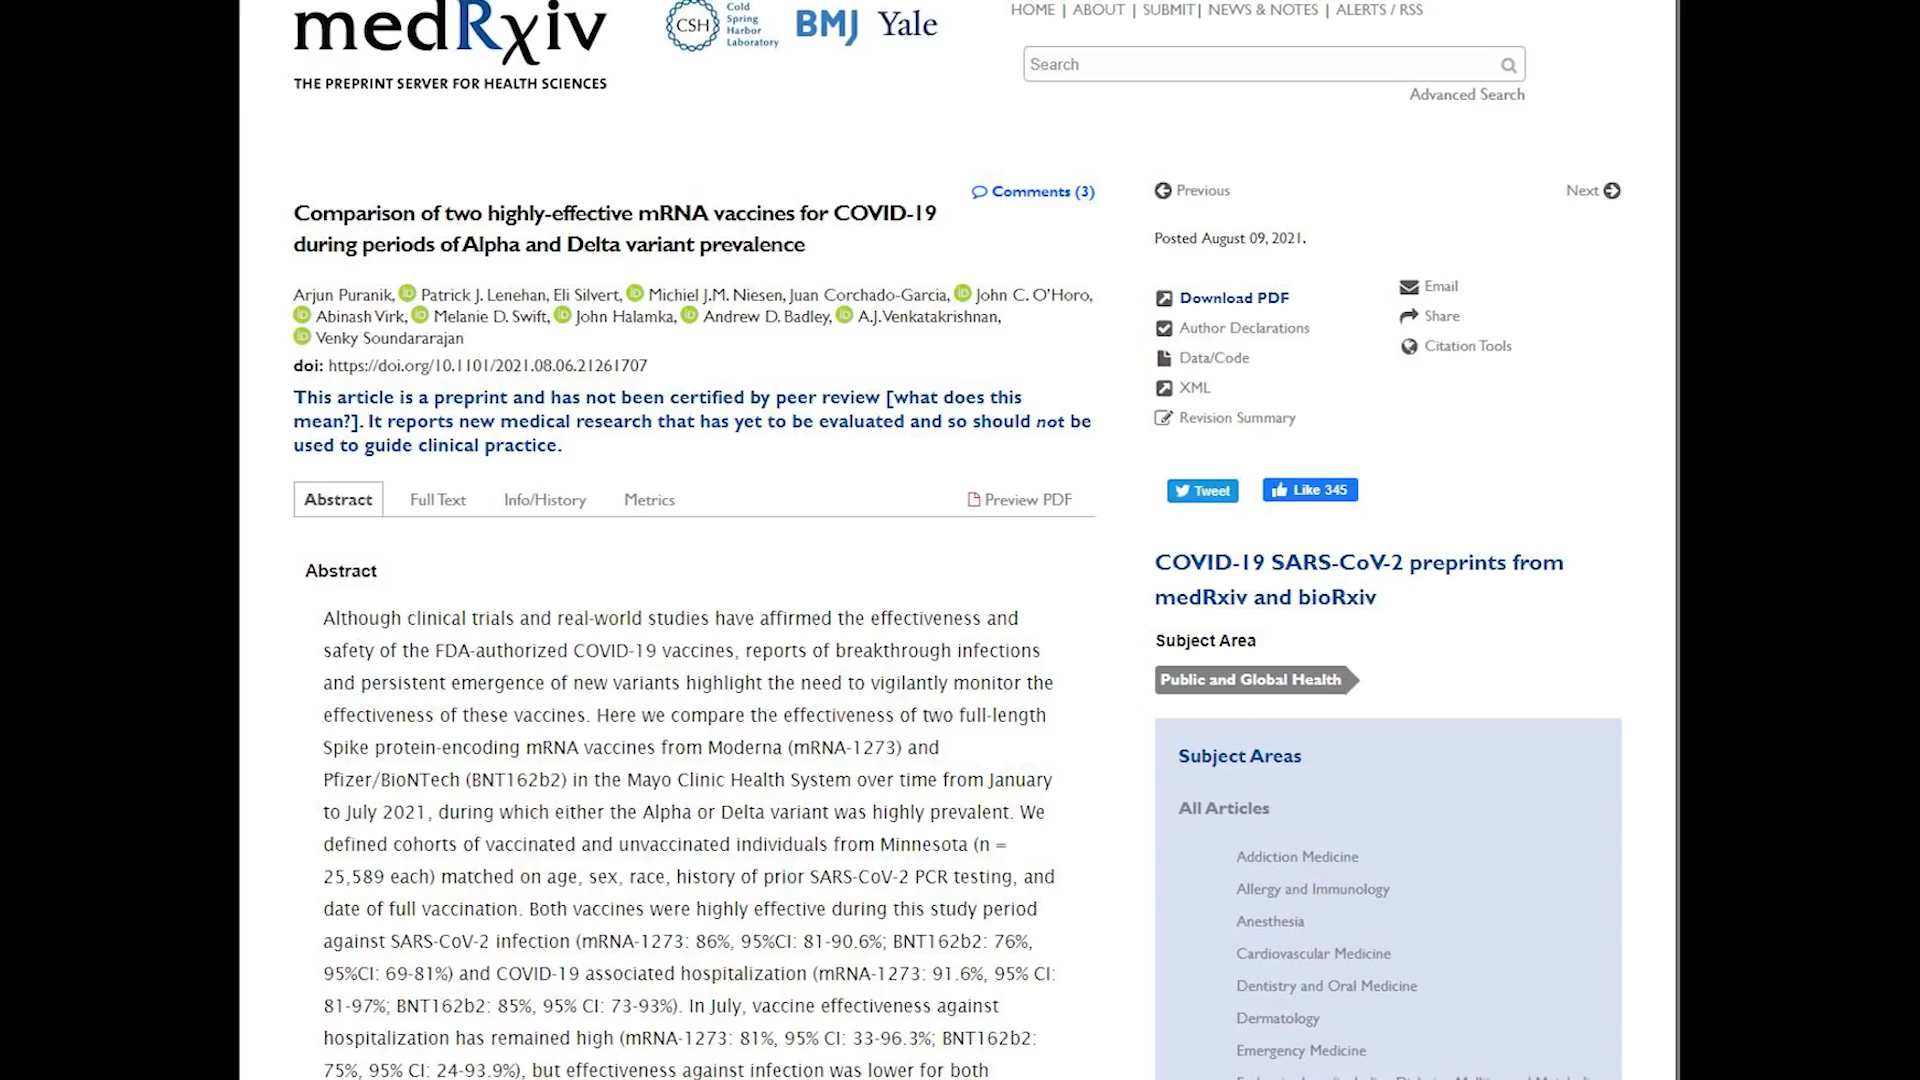 medRxiv
THE PREPRINT SERVER FOR HEALTH SCIENCES
CSH
Cold
Spring
Harbor
Laboratory
BMJ
Yale
HOME | ABOUT | SUBMIT| NEWS & NOTES | ALERTS / RSS
Search
Advanced Search
Comments (3)
Comparison of two highly-effective mRNA vaccines for COVID-19
during periods of Alpha and Delta variant prevalence
Arjun Puranik, iD Patrick J. Lenehan, Eli Silvert, iD Michiel J.M. Niesen, Juan Corchado-Garcia, iD John C. O'Horo,
iD Abinash Virk, iD Melanie D. Swift, iD John Halamka, iD Andrew D. Badley, iD A.J. Venkatakrishnan,
iD Venky Soundararajan
doi: https://doi.org/10.1101/2021.08.06.21261707
This article is a preprint and has not been certified by peer review [what does this
mean?]. It reports new medical research that has yet to be evaluated and so should not be
used to guide clinical practice.
Abstract Full Text Info/History Metrics Preview PDF
Abstract
Although clinical trials and real-world studies have affirmed the effectiveness and
safety of the FDA-authorized COVID-19 vaccines, reports of breakthrough infections
and persistent emergence of new variants highlight the need to vigilantly monitor the
effectiveness of these vaccines. Here we compare the effectiveness of two full-length
Spike protein-encoding mRNA vaccines from Moderna (mRNA-1273) and
Pfizer/BioNTech (BNT162b2) in the Mayo Clinic Health System over time from January
to July 2021, during which either the Alpha or Delta variant was highly prevalent. We
defined cohorts of vaccinated and unvaccinated individuals from Minnesota (n =
25,589 each) matched on age, sex, race, history of prior SARS-CoV-2 PCR testing, and
date of full vaccination. Both vaccines were highly effective during this study period
against SARS-CoV-2 infection (mRNA-1273: 86%, 95%CI: 81-90.6%; BNT162b2: 76%,
95%CI: 69-81%) and COVID-19 associated hospitalization (mRNA-1273: 91.6%, 95% CI:
81-97%; BNT162b2: 85%, 95% CI: 73-93%). In July, vaccine effectiveness against
hospitalization has remained high (mRNA-1273: 81%, 95% CI: 33-96.3%; BNT162b2:
75%, 95% CI: 24-93.9%), but effectiveness against infection was lower for both
Previous
Next
Posted August 09, 2021.
Download PDF
Author Declarations
Data/Code
XML
Revision Summary
Email
Share
Citation Tools
Tweet
Like 345
COVID-19 SARS-CoV-2 preprints from
medRxiv and bioRxiv
Subject Area
Public and Global Health
Subject Areas
All Articles
Addiction Medicine
Allergy and Immunology
Anesthesia
Cardiovascular Medicine
Dentistry and Oral Medicine
Dermatology
Emergency Medicine